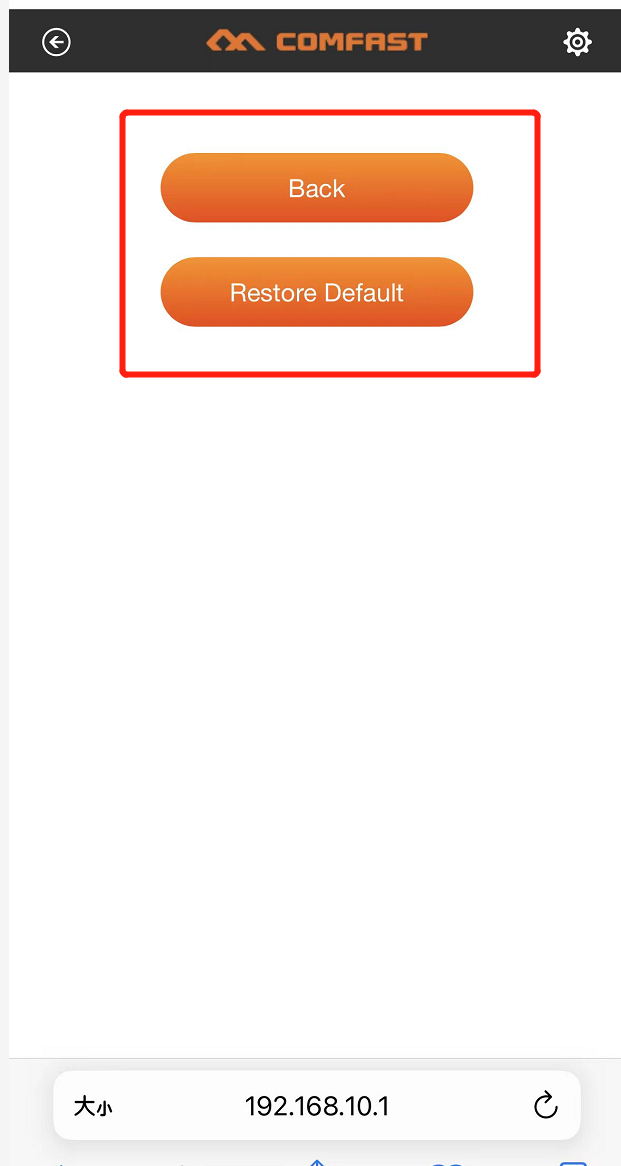 COMFAST
Back
Restore Default
大小
192.168.10.1